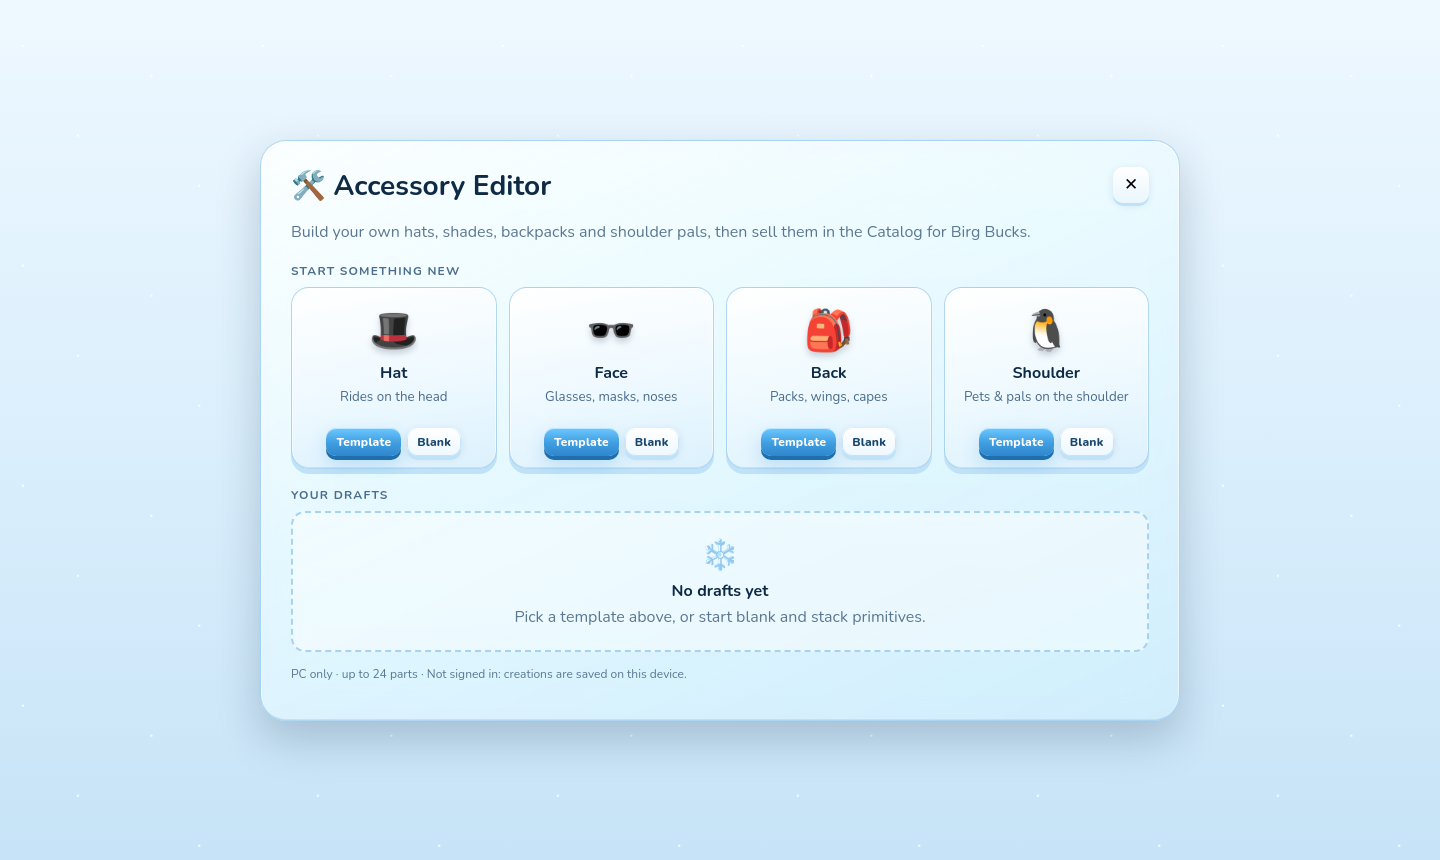 Accessory Editor
✕
Build your own hats, shades, backpacks and shoulder pals, then sell them in the Catalog for Birg Bucks.
START SOMETHING NEW
Hat
Rides on the head
Template Blank
Face
Glasses, masks, noses
Template Blank
Back
Packs, wings, capes
Template Blank
Shoulder
Pets & pals on the shoulder
Template Blank
YOUR DRAFTS
No drafts yet
Pick a template above, or start blank and stack primitives.
PC only · up to 24 parts · Not signed in: creations are saved on this device.